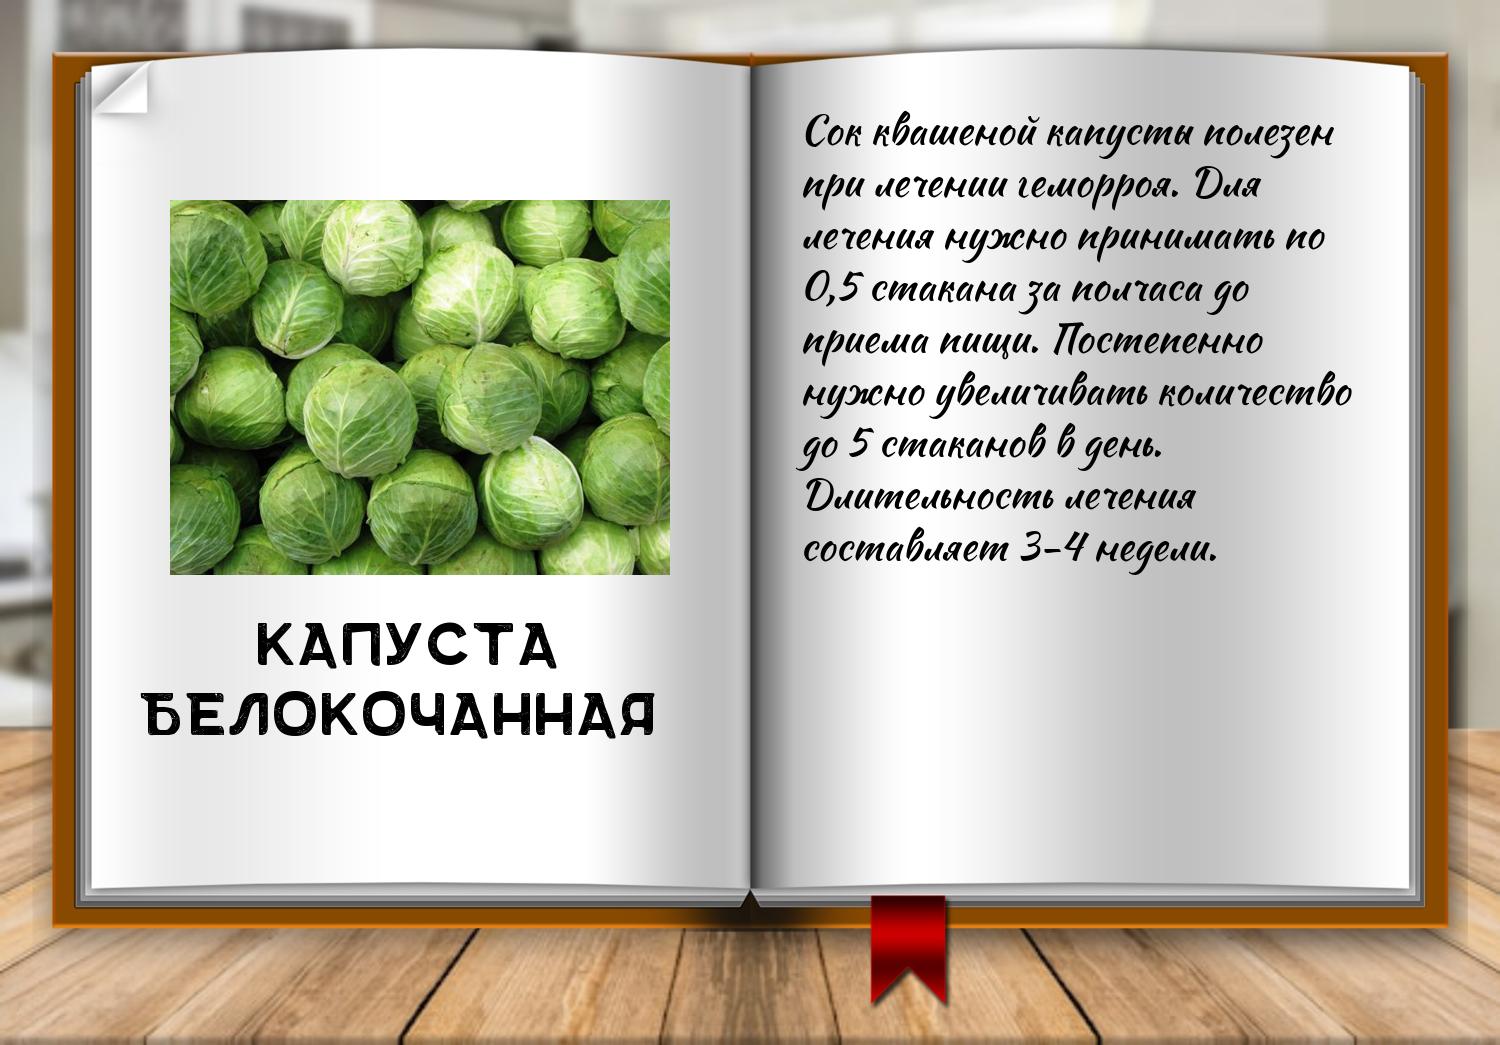 КАПУСТА
БЕЛОКОЧАННАЯ
Сок квашеной капусты полезен
при лечении геморроя. Для
лечения нужно принимать по
0,5 стакана за полчаса до
приема пищи. Постепенно
нужно увеличивать количество
до 5 стаканов в день.
Длительность лечения
составляет 3-4 недели.